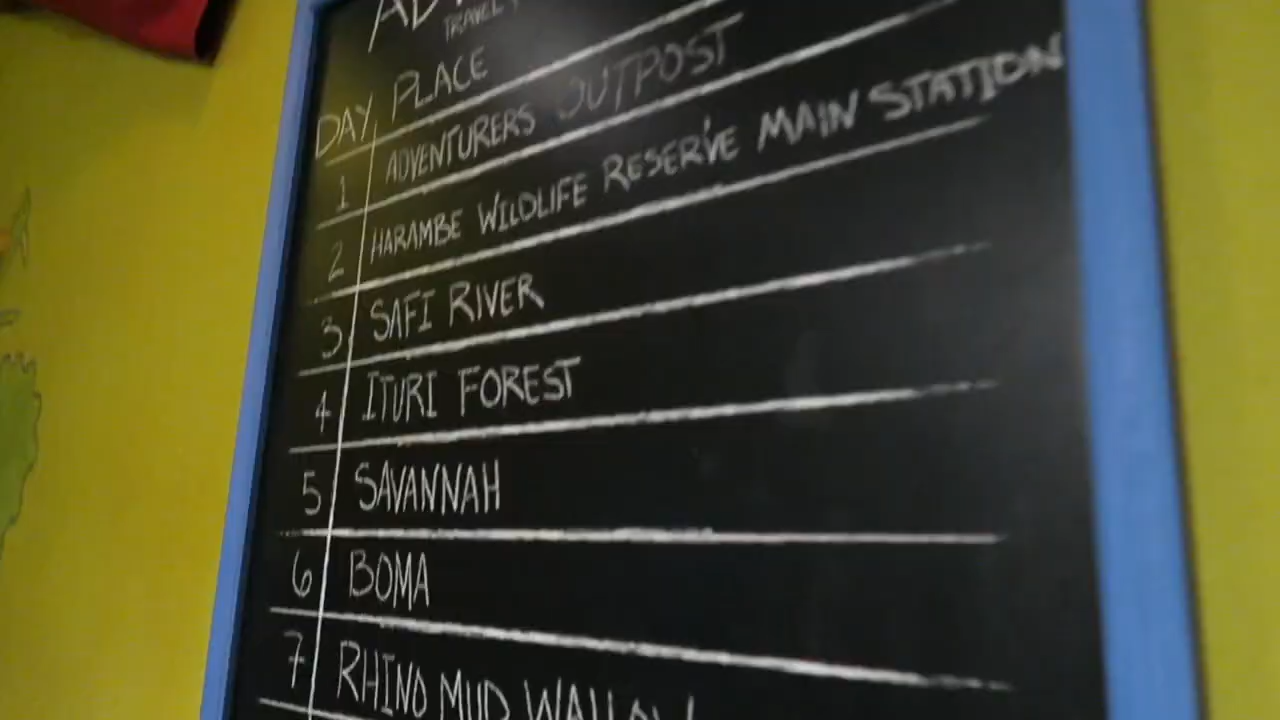 DAY PLACE
1 ADVENTURERS OUTPOST
2 HARAMBE WILDLIFE RESERVE MAIN STATION
3 SAFI RIVER
4 ITURI FOREST
5 SAVANNAH
6 BOMA
7 RHINO MUD WALLOW